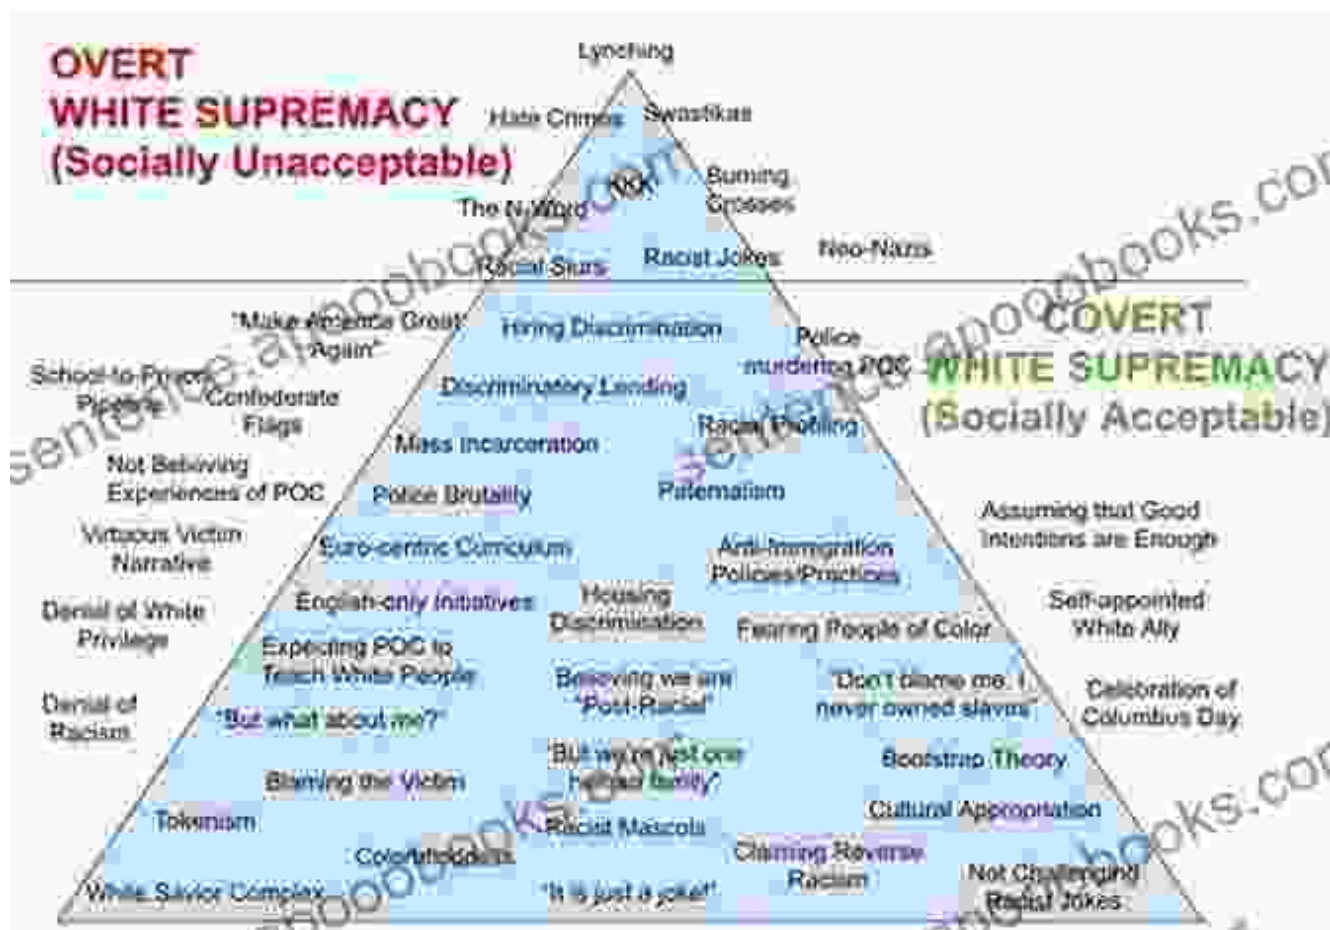 Lynching
OVERT
WHITE SUPREMACY
(Socially Unacceptable)
Hate Crimes
Swastikas
KKK
Burning
Crosses
The N-Word
Neo-Nazis
Racial Slurs
Racist Jokes
COVERT
WHITE SUPREMACY
(Socially Acceptable)
"Make America Great
Again"
Hiring Discrimination
Police
murdering POC
School-to-Prison
Pipeline
Confederate
Flags
Discriminatory Lending
Racial Profiling
Mass Incarceration
Not Believing
Experiences of POC
Police Brutality
Paternalism
Virtuous Victim
Narrative
Euro-centric Curriculum
Anti-Immigration
Policies/Practices
Assuming that Good
Intentions are Enough
Denial of White
Privilege
English-only Initiatives
Housing
Discrimination
Fearing People of Color
Self-appointed
White Ally
Expecting POC to
Teach White People
Believing we are
"Post-Racial"
"Don't blame me, I
never owned slaves"
Celebration of
Columbus Day
Denial of
Racism
"But what about me?"
"But we're just one
human family"
Bootstrap Theory
Blaming the Victim
Cultural Appropriation
Tokenism
Racist Mascots
Colorblindness
Claiming Reverse
Racism
Not Challenging
Racist Jokes
White Savior Complex
"It is just a joke!"
sentence.apooobooks.com
sentence.apooobooks.com